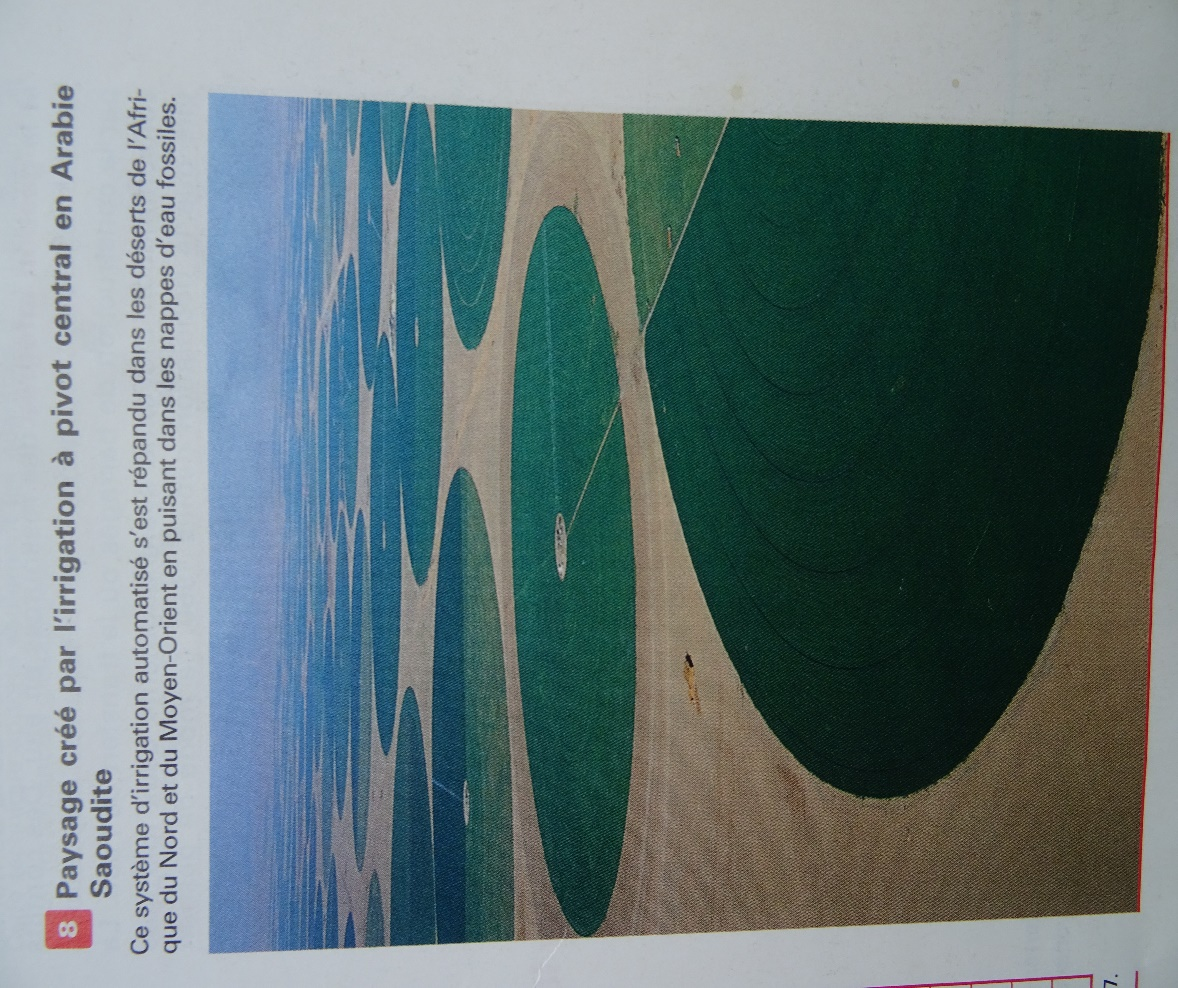 8 Paysage créé par l'irrigation à pivot central en Arabie
Saoudite
Ce système d'irrigation automatisé s'est répandu dans les déserts de l'Afri-
que du Nord et du Moyen-Orient en puisant dans les nappes d'eau fossiles.
7.